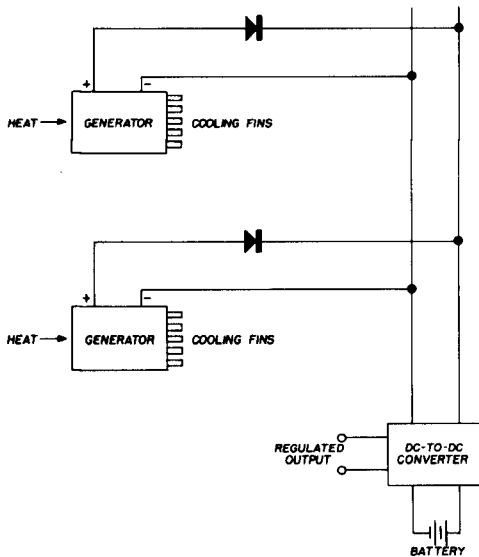 + −
HEAT
GENERATOR
COOLING FINS
+ −
HEAT
GENERATOR
COOLING FINS
REGULATED
OUTPUT
DC-TO-DC
CONVERTER
BATTERY